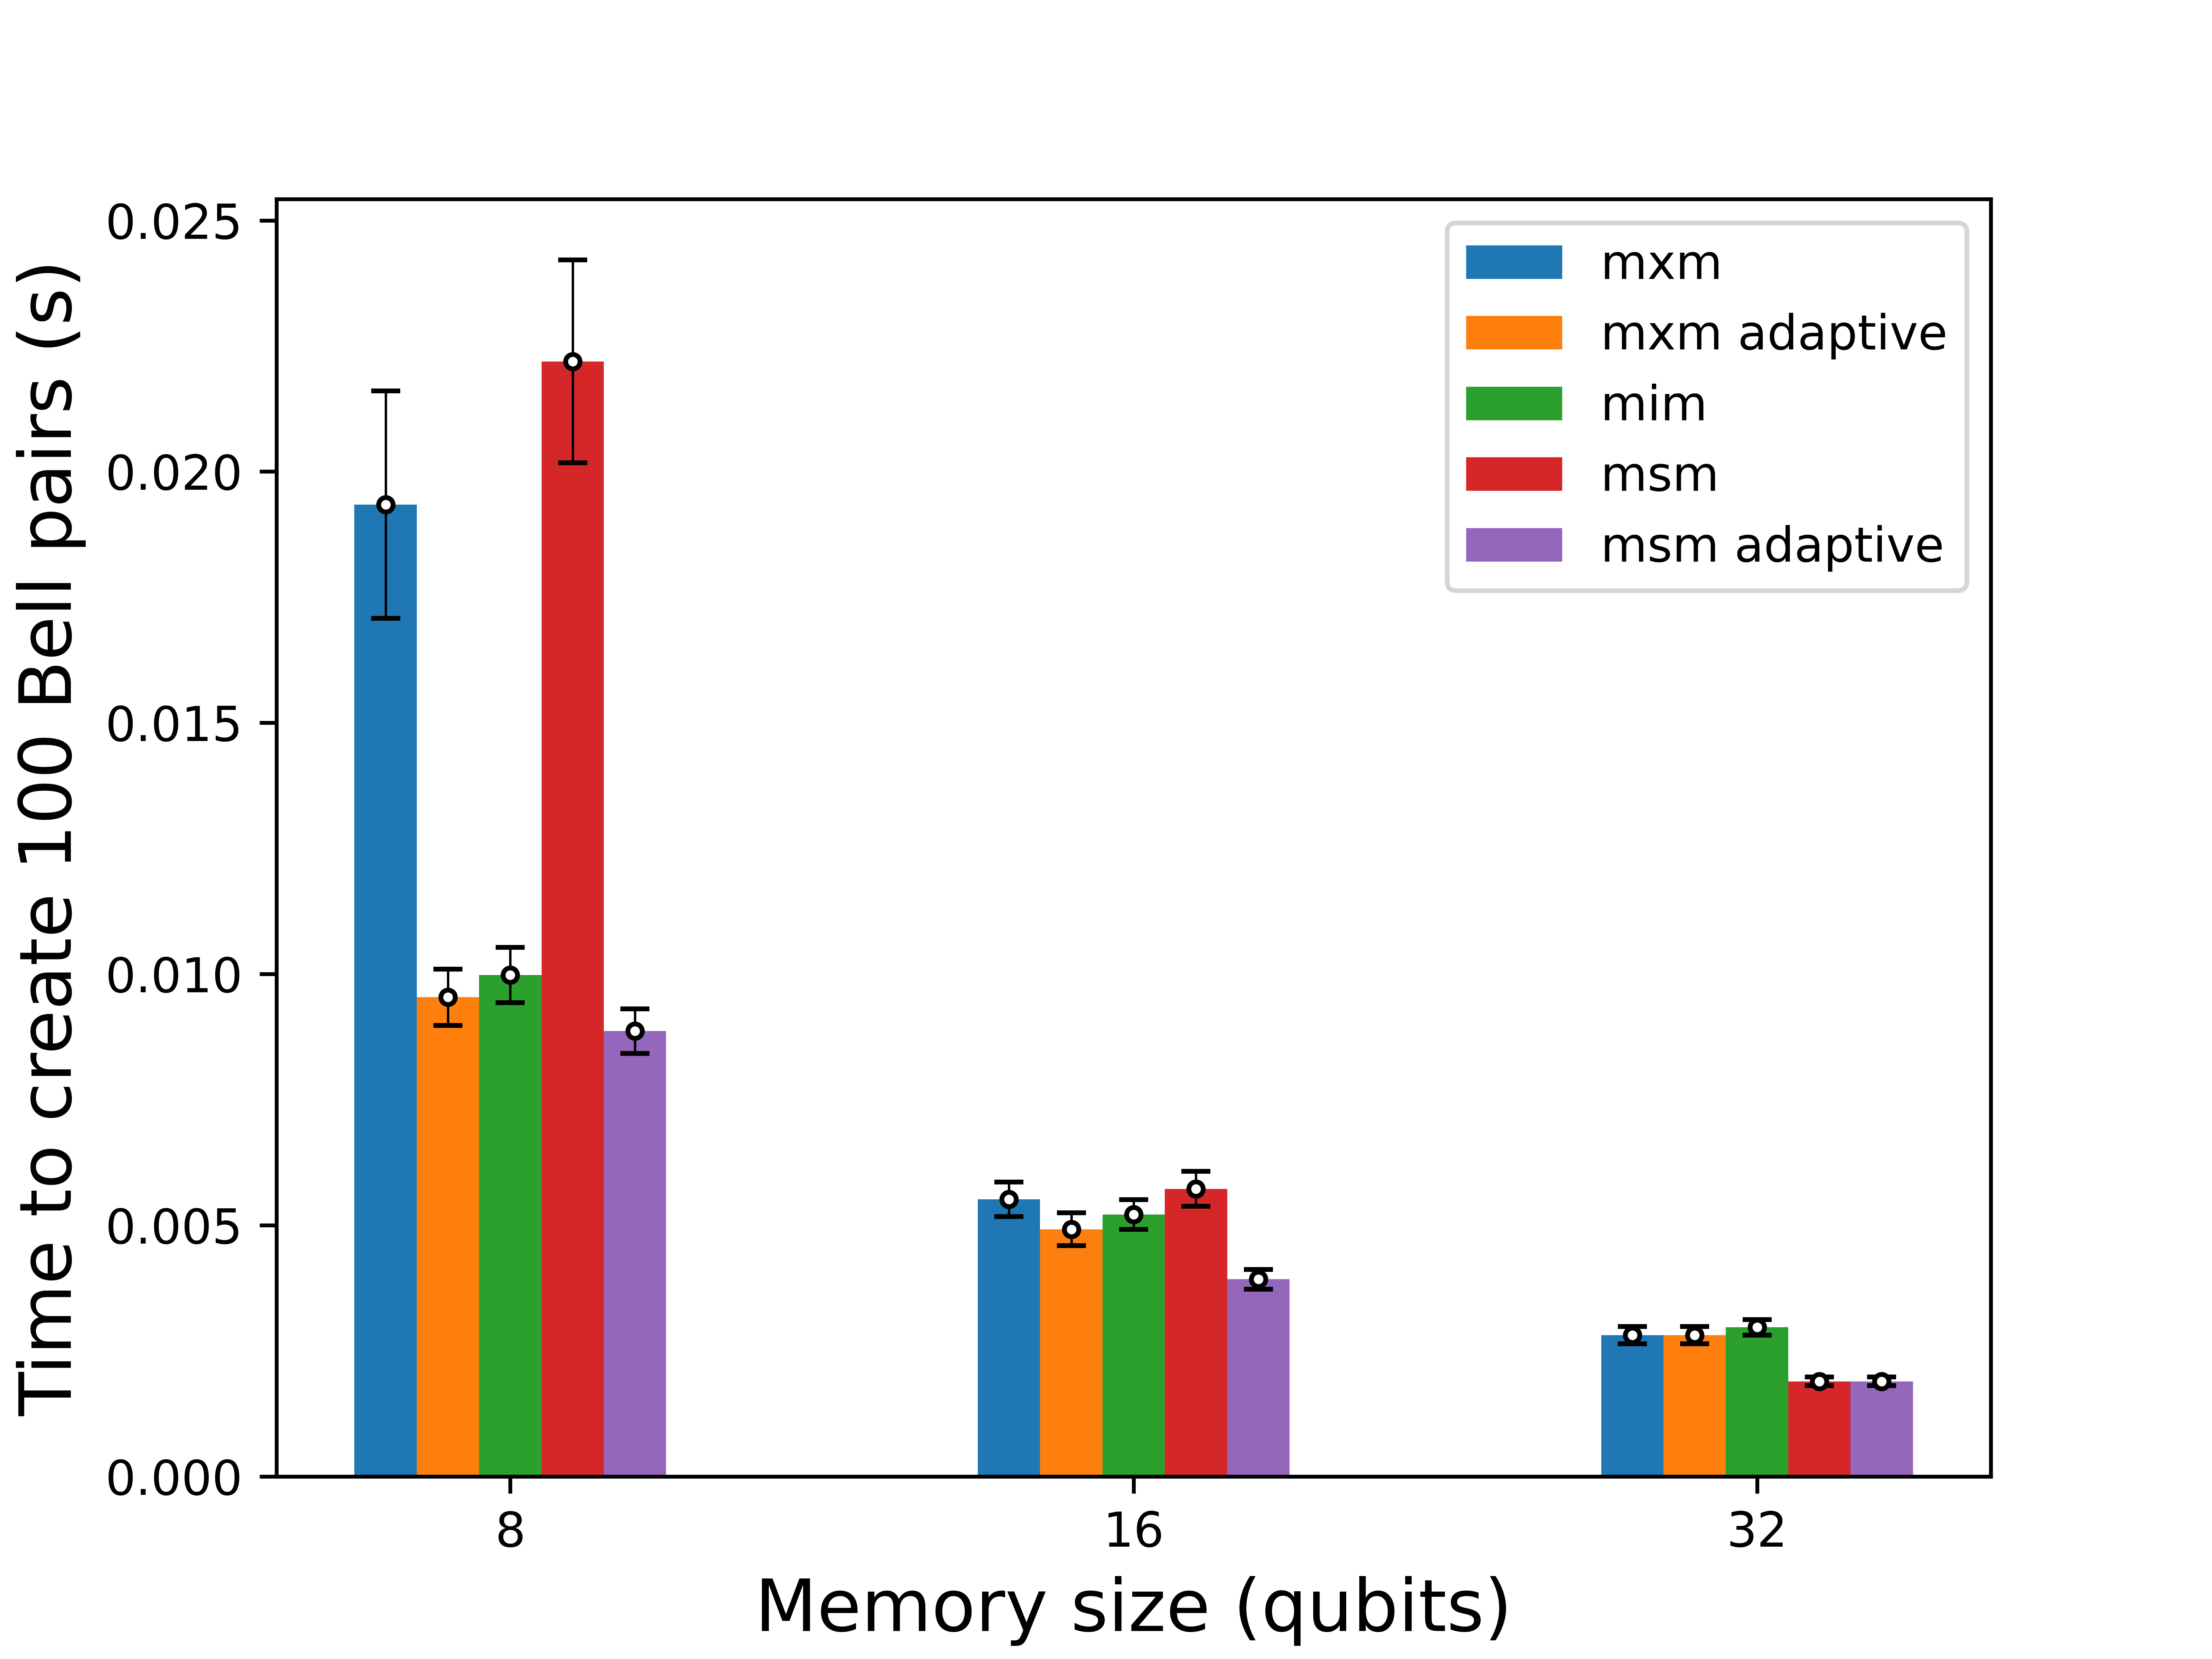 Time to create 100 Bell pairs (s)
0.025
0.020
0.015
0.010
0.005
0.000
mxm
mxm adaptive
mim
msm
msm adaptive
8
16
32
Memory size (qubits)